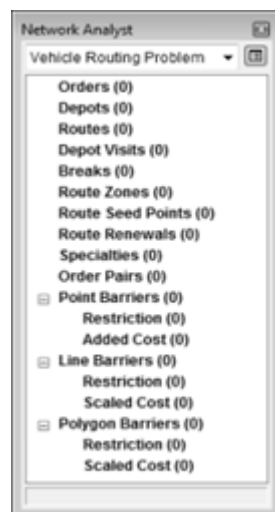 Network Analyst
Vehicle Routing Problem
Orders (0)
Depots (0)
Routes (0)
Depot Visits (0)
Breaks (0)
Route Zones (0)
Route Seed Points (0)
Route Renewals (0)
Specialties (0)
Order Pairs (0)
Point Barriers (0)
Restriction (0)
Added Cost (0)
Line Barriers (0)
Restriction (0)
Scaled Cost (0)
Polygon Barriers (0)
Restriction (0)
Scaled Cost (0)